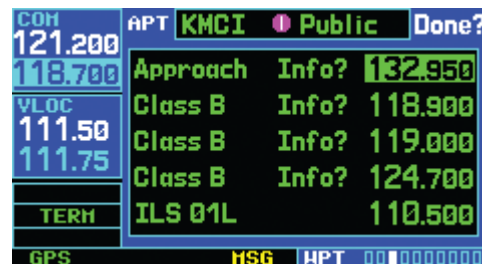 COM
121.200
118.700
VLOC
111.50
111.75
TERM
GPS
APT KMCI Public Done?
Approach Info? 132.950
Class B Info? 118.900
Class B Info? 119.000
Class B Info? 124.700
ILS 01L 110.500
MSG WPT